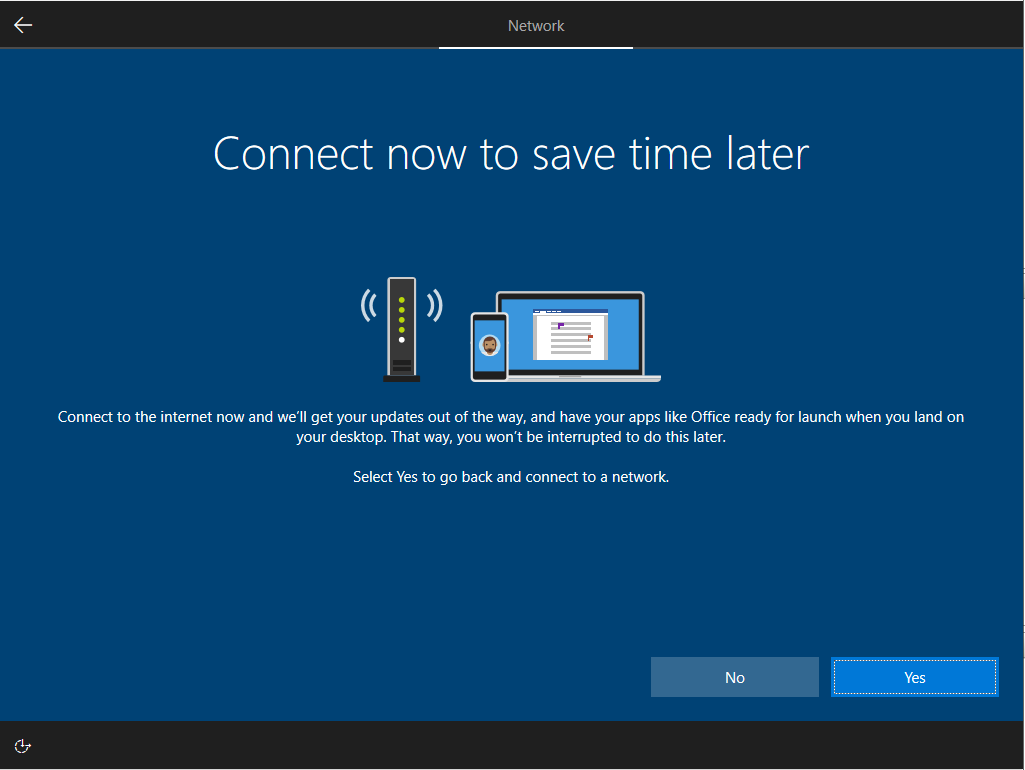 Network
Connect now to save time later
Connect to the internet now and we’ll get your updates out of the way, and have your apps like Office ready for launch when you land on
your desktop. That way, you won’t be interrupted to do this later.
Select Yes to go back and connect to a network.
No
Yes